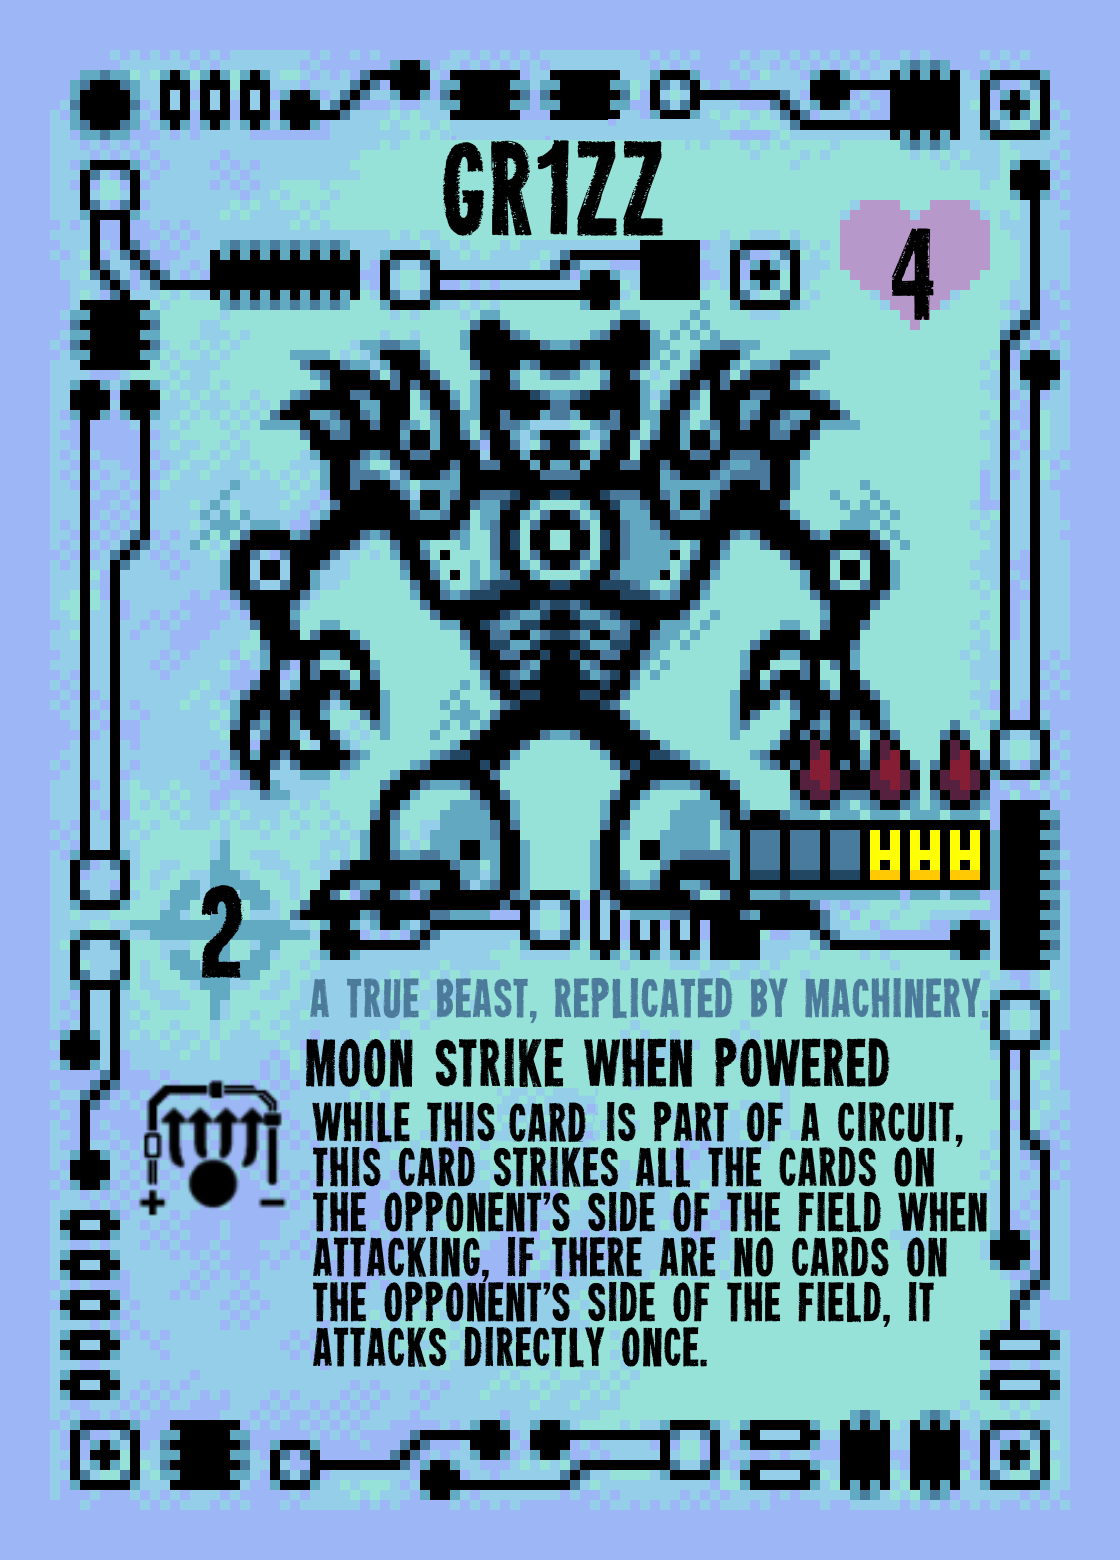 GR1ZZ
4
2
A TRUE BEAST, REPLICATED BY MACHINERY.
MOON STRIKE WHEN POWERED
WHILE THIS CARD IS PART OF A CIRCUIT,
THIS CARD STRIKES ALL THE CARDS ON
THE OPPONENT'S SIDE OF THE FIELD WHEN
ATTACKING, IF THERE ARE NO CARDS ON
THE OPPONENT'S SIDE OF THE FIELD, IT
ATTACKS DIRECTLY ONCE.
+ −